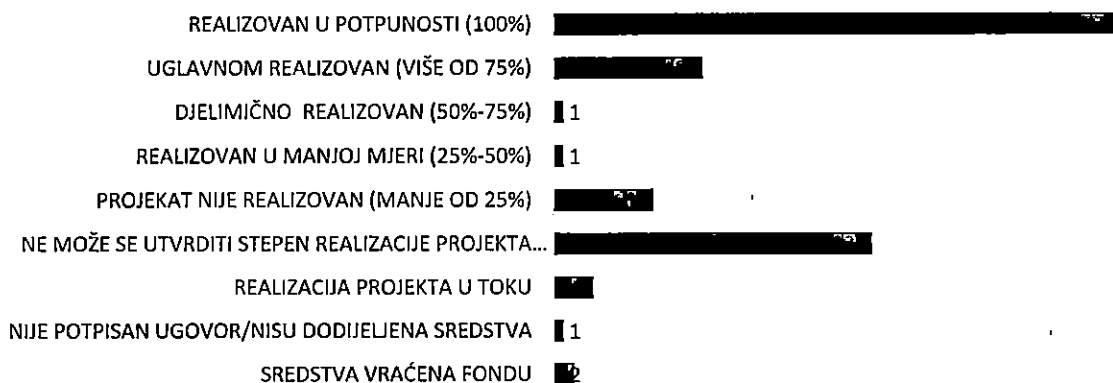 REALIZOVAN U POTPUNOSTI (100%)
UGLAVNOM REALIZOVAN (VIŠE OD 75%)
DJELIMIČNO REALIZOVAN (50%-75%) 1
REALIZOVAN U MANJOJ MJERI (25%-50%) 1
PROJEKAT NIJE REALIZOVAN (MANJE OD 25%)
NE MOŽE SE UTVRDITI STEPEN REALIZACIJE PROJEKTA...
REALIZACIJA PROJEKTA U TOKU
NIJE POTPISAN UGOVOR/NISU DODIJELJENA SREDSTVA 1
SREDSTVA VRAĆENA FONDU 2